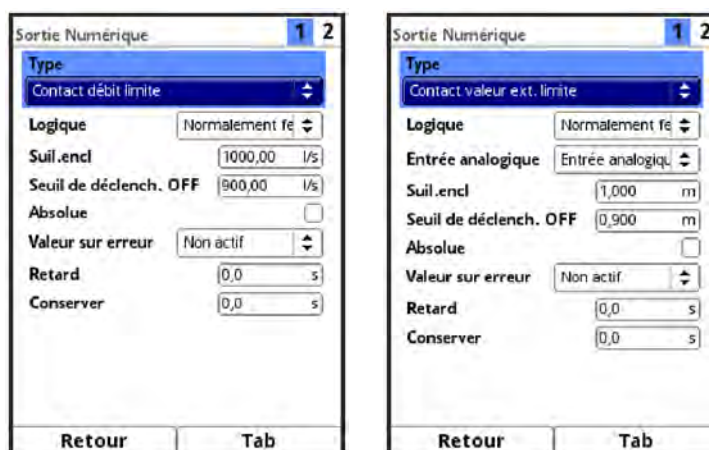 Sortie Numérique 1 2
Type
Contact débit limite
Logique Normalement fe
Suil.encl 1000,00 l/s
Seuil de déclench. OFF 900,00 l/s
Absolue
Valeur sur erreur Non actif
Retard 0,0 s
Conserver 0,0 s
Retour Tab
Sortie Numérique 1 2
Type
Contact valeur ext. limite
Logique Normalement fe
Entrée analogique Entrée analogiqu
Suil.encl 1,000 m
Seuil de déclench. OFF 0,900 m
Absolue
Valeur sur erreur Non actif
Retard 0,0 s
Conserver 0,0 s
Retour Tab